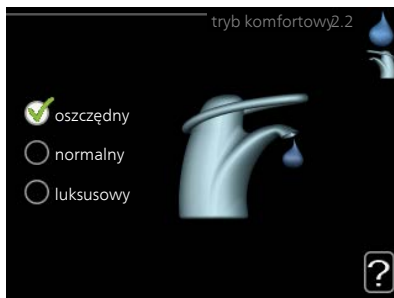 tryb komfortowy2.2
oszczędny
normalny
luksusowy
?